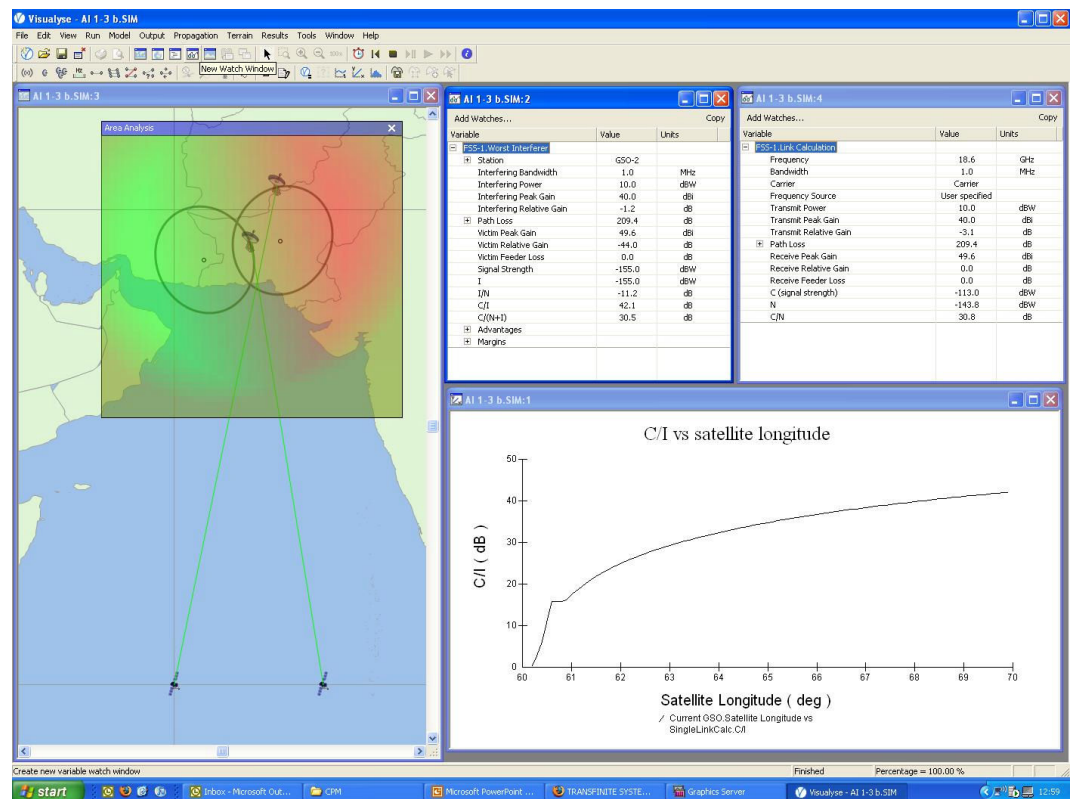 Visualyse - AI 1-3 b.SIM
File Edit View Run Model Output Propagation Terrain Results Tools Window Help
New Watch Window
AI 1-3 b.SIM:3
Area Analysis
AI 1-3 b.SIM:2
Add Watches... Copy
Variable Value Units
FSS-1.Worst Interferer
Station GSO-2
Interfering Bandwidth 1.0 MHz
Interfering Power 10.0 dBW
Interfering Peak Gain 40.0 dBi
Interfering Relative Gain -1.2 dB
Path Loss 209.4 dB
Victim Peak Gain 49.6 dBi
Victim Relative Gain -44.0 dB
Victim Feeder Loss 0.0 dB
Signal Strength -155.0 dBW
I -155.0 dBW
I/N -11.2 dB
C/I 42.1 dB
C/(N+I) 30.5 dB
Advantages
Margins
AI 1-3 b.SIM:4
Add Watches... Copy
Variable Value Units
FSS-1.Link Calculation
Frequency 18.6 GHz
Bandwidth 1.0 MHz
Carrier Carrier
Frequency Source User specified
Transmit Power 10.0 dBW
Transmit Peak Gain 40.0 dBi
Transmit Relative Gain -3.1 dB
Path Loss 209.4 dB
Receive Peak Gain 49.6 dBi
Receive Relative Gain 0.0 dB
Receive Feeder Loss 0.0 dB
C (signal strength) -113.0 dBW
N -143.8 dBW
C/N 30.8 dB
AI 1-3 b.SIM:1
C/I vs satellite longitude
C/I ( dB )
50
40
30
20
10
0
60 61 62 63 64 65 66 67 68 69 70
Satellite Longitude ( deg )
Current GSO.Satellite Longitude vs
SingleLinkCalc.C/I
Create new variable watch window Finished Percentage = 100.00 %
start Inbox - Microsoft Out... CPM Microsoft PowerPoint ... TRANSFINITE SYSTE... Graphics Server Visualyse - AI 1-3 b.SIM 12:59